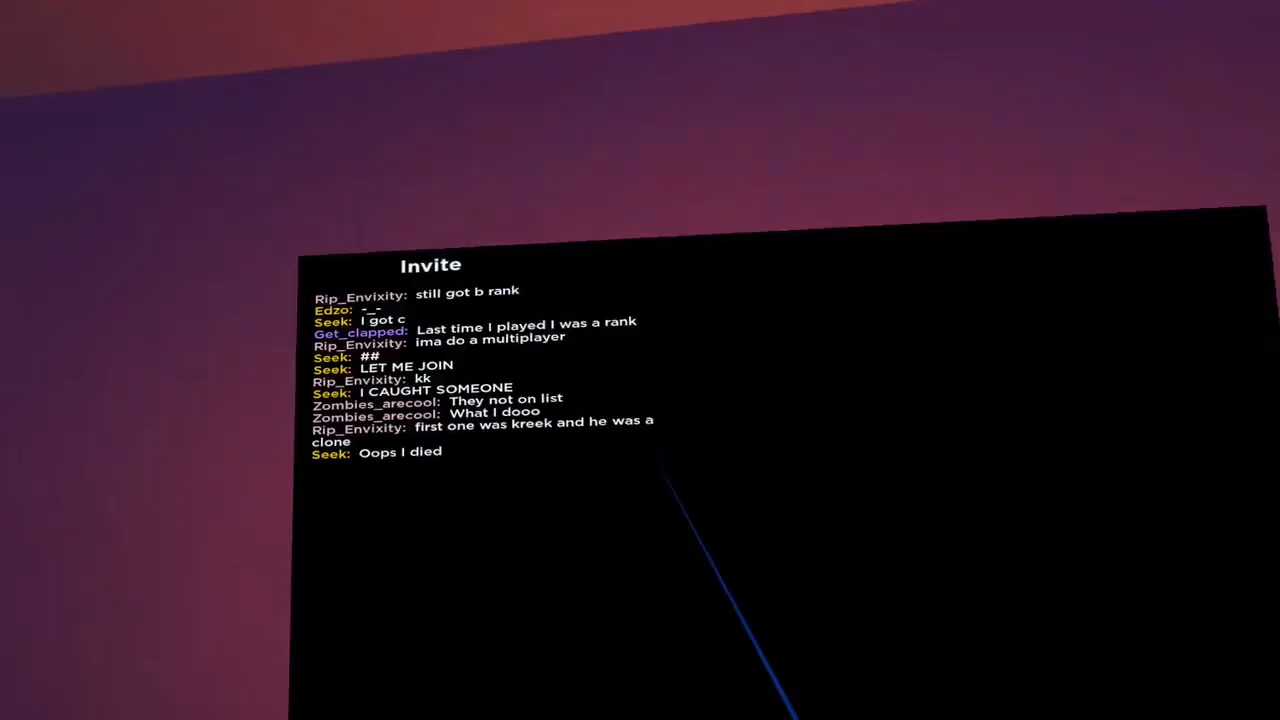 Invite
Rip_Envixity: still got b rank
Edzo: -_-
Seek: I got c
Get_clapped: Last time I played I was a rank
Rip_Envixity: ima do a multiplayer
Seek: ##
Seek: LET ME JOIN
Rip_Envixity: kk
Seek: I CAUGHT SOMEONE
Zombies_arecool: They not on list
Zombies_arecool: What I dooo
Rip_Envixity: first one was kreek and he was a
clone
Seek: Oops I died